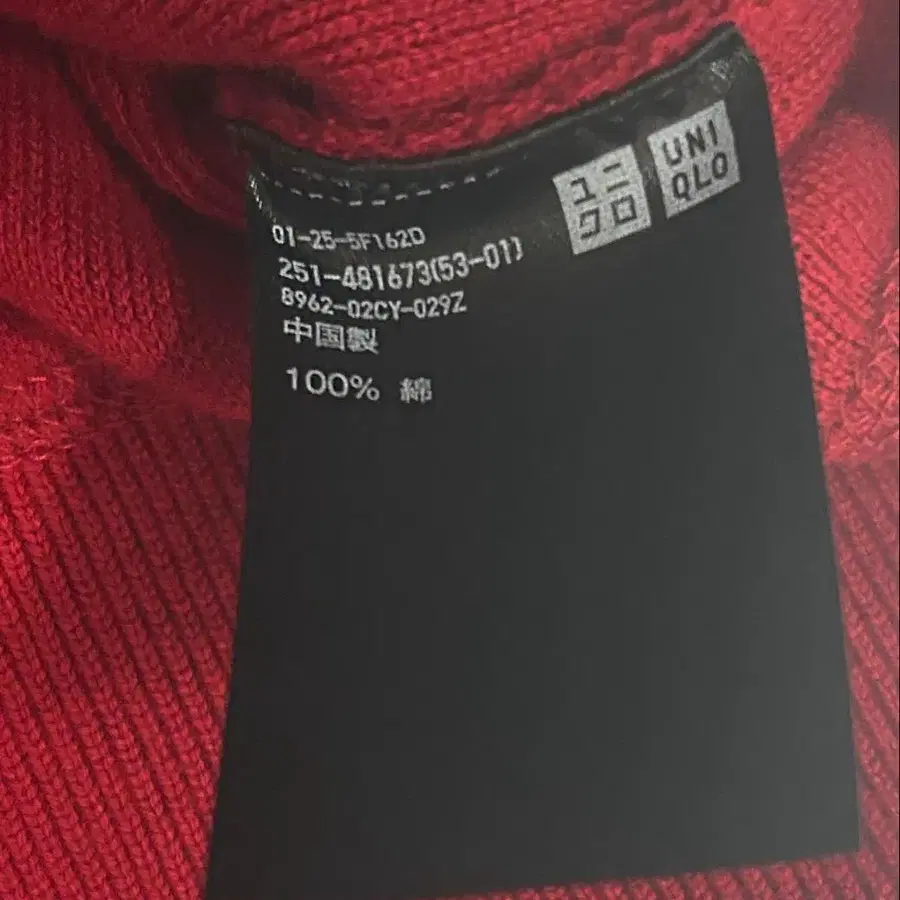 ユニ
クロ
UNI
QLO
01-25-5F162D
251-481673(53-01)
8962-02CY-029Z
中国製
100% 綿